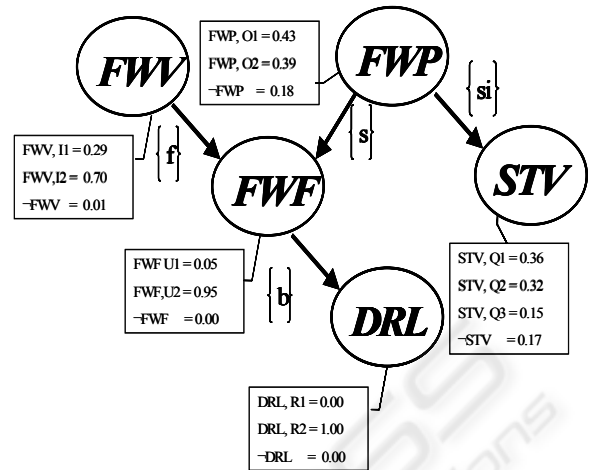 FWV
FWP, O1 = 0.43
FWP, O2 = 0.39
¬FWP = 0.18
FWP
{si}
{s}
FWV, I1 = 0.29
FWV,I2 = 0.70
¬FWV = 0.01
{f}
FWF
STV
FWF U1 = 0.05
FWF,U2 = 0.95
¬FWF = 0.00
{b}
STV, Q1 = 0.36
STV, Q2 = 0.32
STV, Q3 = 0.15
¬STV = 0.17
DRL
DRL, R1 = 0.00
DRL, R2 = 1.00
¬DRL = 0.00